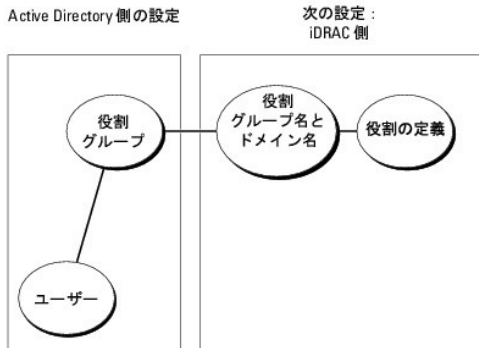 Active Directory 側の設定
次の設定：
iDRAC 側
役割
グループ
役割
グループ名と
ドメイン名
役割の定義
ユーザー